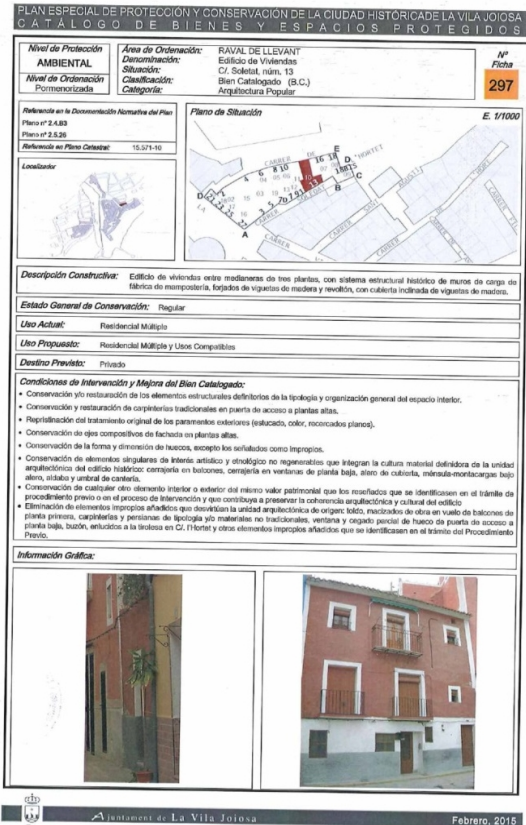 PLAN ESPECIAL DE PROTECCIÓN Y CONSERVACIÓN DE LA CIUDAD HISTÓRICADE LA VILA JOIOSA
CATÁLOGO DE BIENES Y ESPACIOS PROTEGIDOS
Nivel de Protección
AMBIENTAL
Nivel de Ordenación
Pormenorizada
Área de Ordenación: RAVAL DE LLEVANT
Denominación: Edificio de Viviendas
Situación: C/. Soletat, núm. 13
Clasificación: Bien Catalogado (B.C.)
Categoría: Arquitectura Popular
Nº
Ficha
297
Referencia en la Documentación Normativa del Plan
Plano nº 2.4.B3
Plano nº 2.5.26
Referencia en Plano Catastral: 15.571-10
Localizador
Plano de Situación
E. 1/1000
CARRER DE L'HORTET
CARRER
CARRER SANT
CARRER
Descripción Constructiva: Edificio de viviendas entre medianeras de tres plantas, con sistema estructural histórico de muros de carga de
fábrica de mampostería, forjados de viguetas de madera y revoltón, con cubierta inclinada de viguetas de madera.
Estado General de Conservación: Regular
Uso Actual: Residencial Múltiple
Uso Propuesto: Residencial Múltiple y Usos Compatibles
Destino Previsto: Privado
Condiciones de Intervención y Mejora del Bien Catalogado:
• Conservación y/o restauración de los elementos estructurales definitorios de la tipología y organización general del espacio interior.
• Conservación y restauración de carpinterías tradicionales en puerta de acceso a plantas altas.
• Repristinación del tratamiento original de los paramentos exteriores (estucado, color, recercados planos).
• Conservación de ejes compositivos de fachada en plantas altas.
• Conservación de la forma y dimensión de huecos, excepto los señalados como impropios.
• Conservación de elementos singulares de interés artístico y etnológico no regenerables que integran la cultura material definidora de la unidad
arquitectónica del edificio histórico: cerrajería en balcones, cerrajería en ventanas de planta baja, alero de cubierta, ménsula-montacargas bajo
alero, aldaba y umbral de cantería.
• Conservación de cualquier otro elemento interior o exterior del mismo valor patrimonial que los reseñados que se identificasen en el trámite de
procedimiento previo o en el proceso de intervención y que contribuya a preservar la coherencia arquitectónica y cultural del edificio
• Eliminación de elementos impropios añadidos que desvirtúan la unidad arquitectónica de origen: toldo, macizados de obra en vuelo de balcones de
planta primera, carpinterías y persianas de tipología y/o materiales no tradicionales, ventana y cegado parcial de hueco de puerta de acceso a
planta baja, buzón, enlucidos a la tirolesa en C/. l'Hortet y otros elementos impropios añadidos que se identificasen en el trámite del Procedimiento
Previo.
Información Gráfica:
Ajuntament de La Vila Joiosa
Febrero, 2015